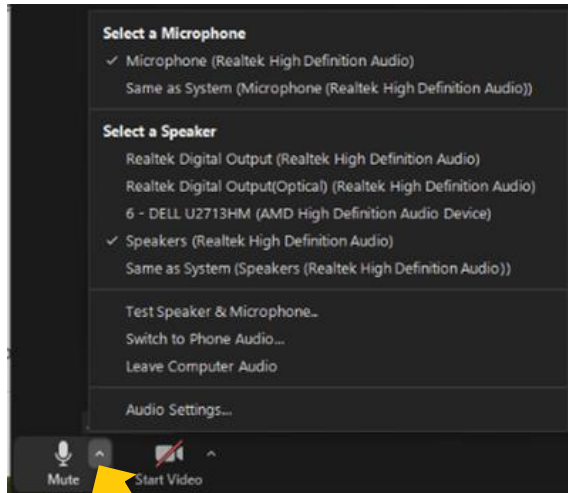 Select a Microphone
✓ Microphone (Realtek High Definition Audio)
Same as System (Microphone (Realtek High Definition Audio))
Select a Speaker
Realtek Digital Output (Realtek High Definition Audio)
Realtek Digital Output(Optical) (Realtek High Definition Audio)
6 - DELL U2713HM (AMD High Definition Audio Device)
✓ Speakers (Realtek High Definition Audio)
Same as System (Speakers (Realtek High Definition Audio))
Test Speaker & Microphone...
Switch to Phone Audio...
Leave Computer Audio
Audio Settings...
Mute Start Video